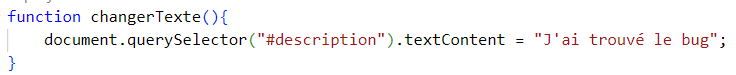 function changerTexte(){
document.querySelector("#description").textContent = "J'ai trouvé le bug";
}